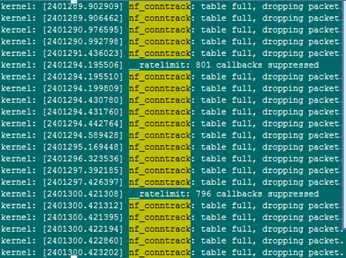 kernel: [2401289.902909] nf_conntrack: table full, dropping packet.
kernel: [2401289.906462] nf_conntrack: table full, dropping packet.
kernel: [2401290.976595] nf_conntrack: table full, dropping packet.
kernel: [2401290.992798] nf_conntrack: table full, dropping packet.
kernel: [2401291.436023] nf_conntrack: table full, dropping packet.
kernel: [2401294.195506] __ratelimit: 801 callbacks suppressed
kernel: [2401294.195510] nf_conntrack: table full, dropping packet.
kernel: [2401294.199809] nf_conntrack: table full, dropping packet.
kernel: [2401294.430780] nf_conntrack: table full, dropping packet.
kernel: [2401294.431760] nf_conntrack: table full, dropping packet.
kernel: [2401294.442764] nf_conntrack: table full, dropping packet.
kernel: [2401294.589428] nf_conntrack: table full, dropping packet.
kernel: [2401295.169448] nf_conntrack: table full, dropping packet.
kernel: [2401296.323536] nf_conntrack: table full, dropping packet.
kernel: [2401297.392185] nf_conntrack: table full, dropping packet.
kernel: [2401297.426397] nf_conntrack: table full, dropping packet.
kernel: [2401300.421308] __ratelimit: 796 callbacks suppressed
kernel: [2401300.421312] nf_conntrack: table full, dropping packet.
kernel: [2401300.421395] nf_conntrack: table full, dropping packet.
kernel: [2401300.422194] nf_conntrack: table full, dropping packet.
kernel: [2401300.422860] nf_conntrack: table full, dropping packet.
kernel: [2401300.423202] nf_conntrack: table full, dropping packet.